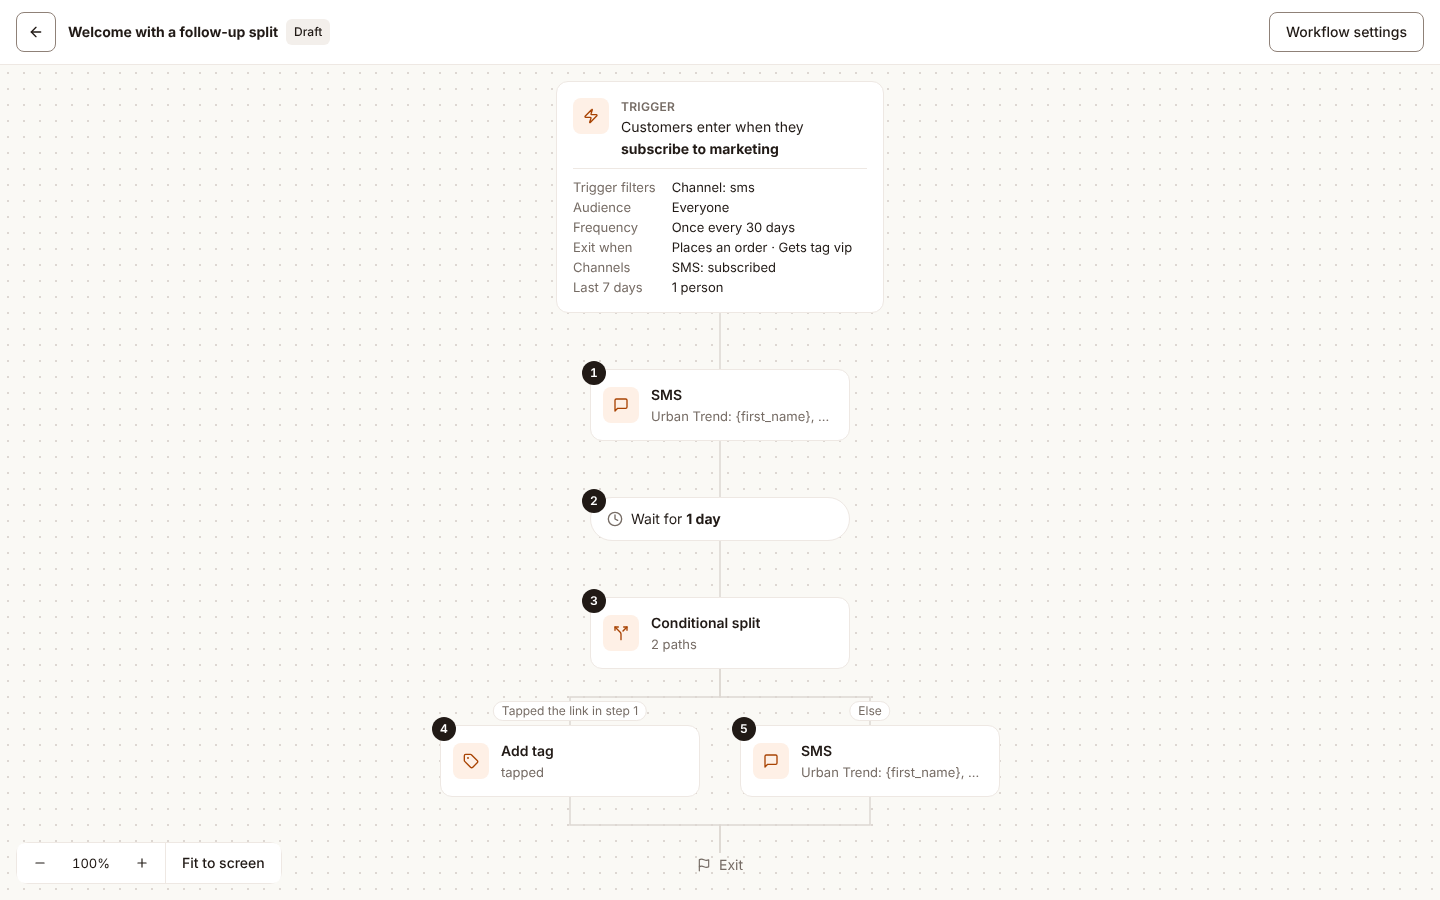 Welcome with a follow-up split
Draft
Workflow settings
TRIGGER
Customers enter when they
subscribe to marketing
Trigger filters Channel: sms
Audience Everyone
Frequency Once every 30 days
Exit when Places an order · Gets tag vip
Channels SMS: subscribed
Last 7 days 1 person
1
SMS
Urban Trend: {first_name}, ...
2
Wait for 1 day
3
Conditional split
2 paths
Tapped the link in step 1
Else
4
Add tag
tapped
5
SMS
Urban Trend: {first_name}, ...
100%
Fit to screen
Exit